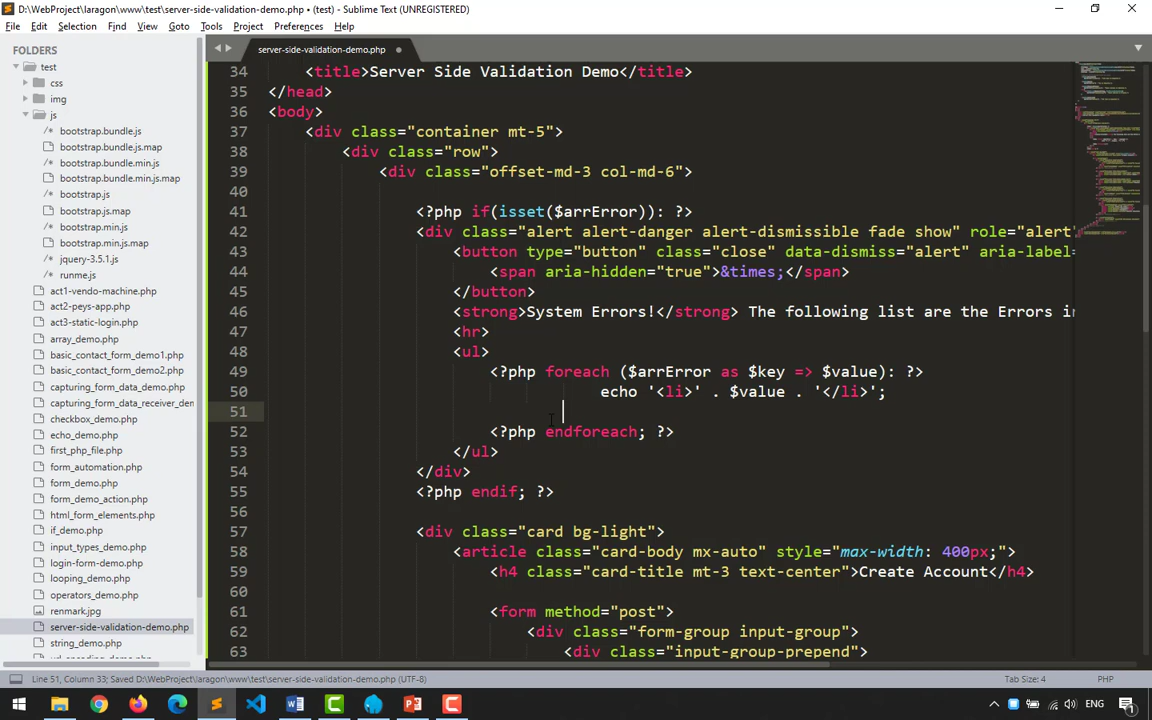 D:\WebProject\laragon\www\test\server-side-validation-demo.php • (test) - Sublime Text (UNREGISTERED)
File Edit Selection Find View Goto Tools Project Preferences Help
FOLDERS
test
css
img
js
/* bootstrap.bundle.js
bootstrap.bundle.js.map
/* bootstrap.bundle.min.js
bootstrap.bundle.min.js.map
/* bootstrap.js
bootstrap.js.map
/* bootstrap.min.js
bootstrap.min.js.map
/* jquery-3.5.1.js
/* runme.js
act1-vendo-machine.php
act2-peys-app.php
act3-static-login.php
array_demo.php
basic_contact_form_demo1.php
basic_contact_form_demo2.php
capturing_form_data_demo.php
capturing_form_data_receiver_den
checkbox_demo.php
echo_demo.php
first_php_file.php
form_automation.php
form_demo.php
form_demo_action.php
html_form_elements.php
if_demo.php
input_types_demo.php
login-form-demo.php
looping_demo.php
operators_demo.php
renmark.jpg
server-side-validation-demo.php
string_demo.php
server-side-validation-demo.php
34 <title>Server Side Validation Demo</title>
35 </head>
36 <body>
37 <div class="container mt-5">
38 <div class="row">
39 <div class="offset-md-3 col-md-6">
40
41 <?php if(isset($arrError)): ?>
42 <div class="alert alert-danger alert-dismissible fade show" role="alert"
43 <button type="button" class="close" data-dismiss="alert" aria-label=
44 <span aria-hidden="true">&times;</span>
45 </button>
46 <strong>System Errors!</strong> The following list are the Errors in
47 <hr>
48 <ul>
49 <?php foreach ($arrError as $key => $value): ?>
50 echo '<li>' . $value . '</li>';
51
52 <?php endforeach; ?>
53 </ul>
54 </div>
55 <?php endif; ?>
56
57 <div class="card bg-light">
58 <article class="card-body mx-auto" style="max-width: 400px;">
59 <h4 class="card-title mt-3 text-center">Create Account</h4>
60
61 <form method="post">
62 <div class="form-group input-group">
63 <div class="input-group-prepend">
Line 51, Column 33; Saved D:\WebProject\laragon\www\test\server-side-validation-demo.php (UTF-8) Tab Size: 4 PHP
ENG